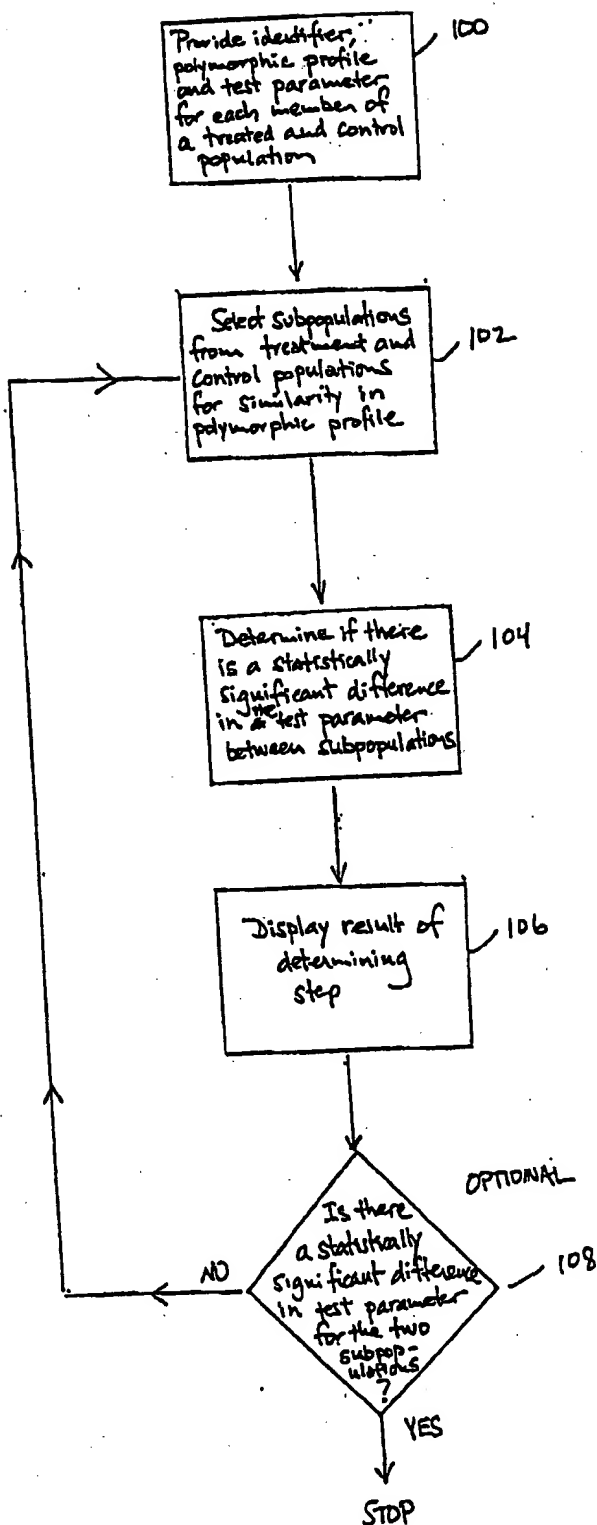 Provide identifier,
polymorphic profile
and test parameter
for each member of
a treated and control
population
100
Select subpopulations
from treatment and
control populations
for similarity in
polymorphic profile
102
Determine if there
is a statistically
significant difference
in the test parameter
between subpopulations
104
Display result of
determining
step
106
OPTIONAL
Is there
a statistically
significant difference
in test parameter
for the two
subpop-
ulations
?
108
NO
YES
STOP